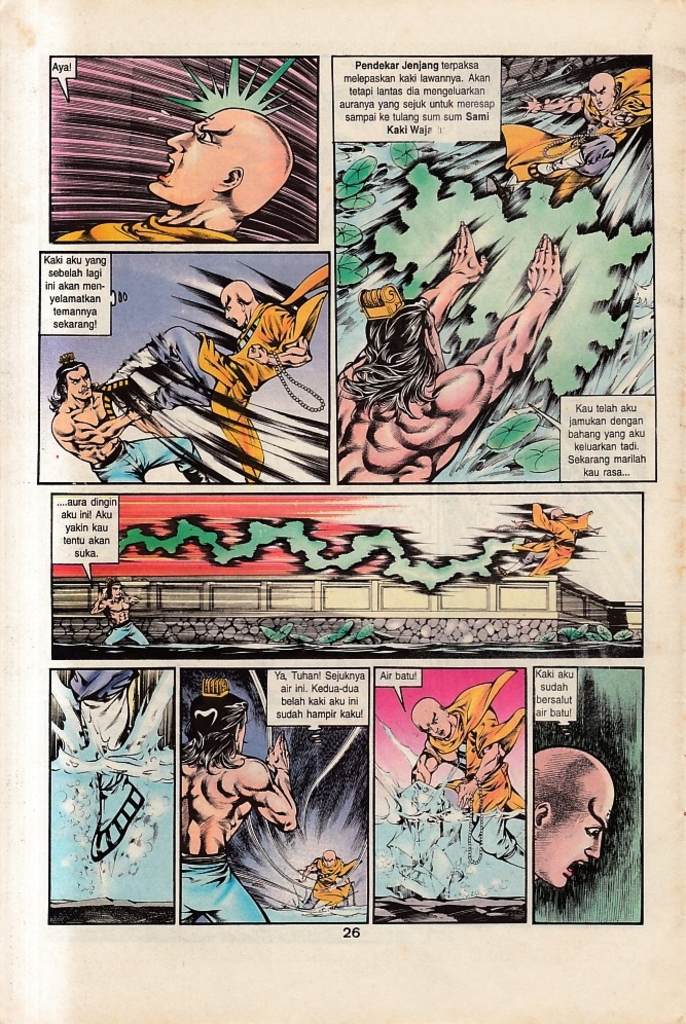 Aya!
Pendekar Jenjang terpaksa
melepaskan kaki lawannya. Akan
tetapi lantas dia mengeluarkan
auranya yang sejuk untuk meresap
sampai ke tulang sum sum Sami
Kaki Waja
Kaki aku yang
sebelah lagi
ini akan men-
yelamatkan
temannya
sekarang!
Kau telah aku
jamukan dengan
bahang yang aku
keluarkan tadi.
Sekarang marilah
kau rasa...
....aura dingin
aku ini! Aku
yakin kau
tentu akan
suka.
Ya, Tuhan! Sejuknya
air ini. Kedua-dua
belah kaki aku ini
sudah hampir kaku!
Air batu!
Kaki aku
sudah
bersalut
air batu!
26